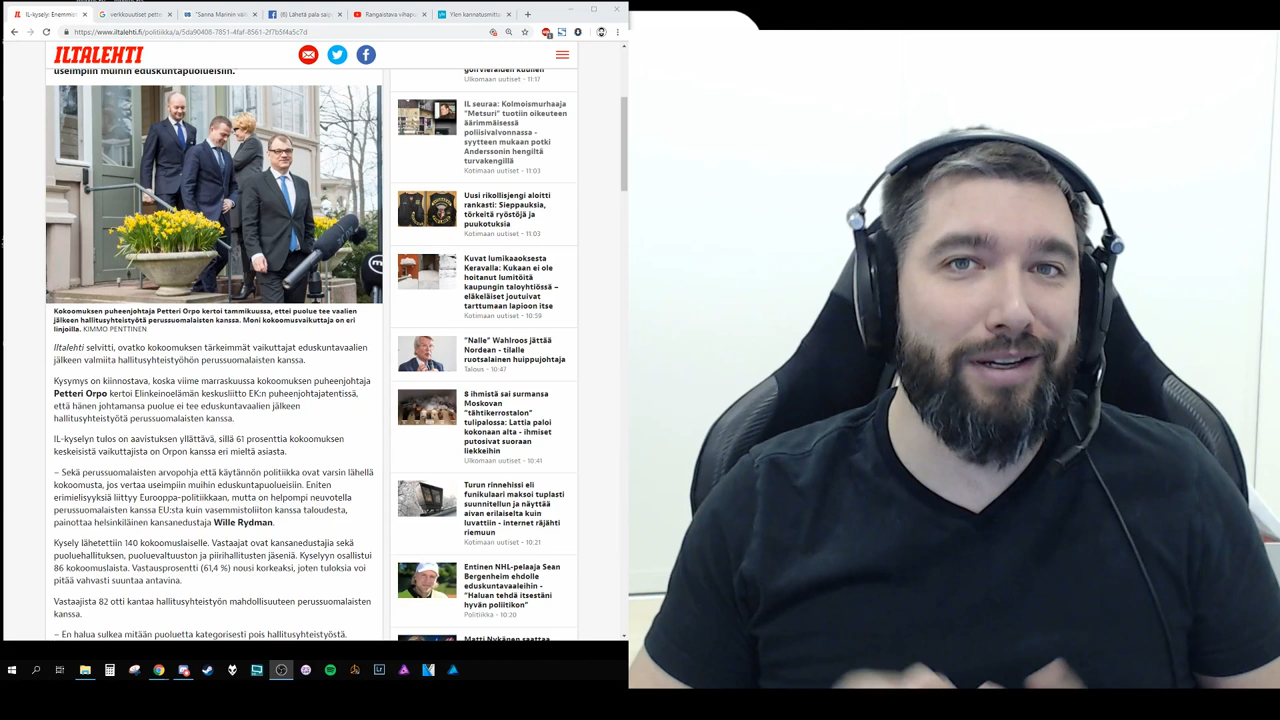 IL-kysely: Enemmis
verkkouutiset pette
"Sanna Marinin väit
(6) Lähetä pala saip
Rangaistava vihapu
Ylen kannatusmitta
https://www.iltalehti.fi/politiikka/a/5da90408-7851-4faf-8561-2f7b5f4a5c7d
ILTALEHTI
useimpiin muihin eduskuntapuolueisiin.
Kokoomuksen puheenjohtaja Petteri Orpo kertoi tammikuussa, ettei puolue tee vaalien
jälkeen hallitusyhteistyötä perussuomalaisten kanssa. Moni kokoomusvaikuttaja on eri
linjoilla. KIMMO PENTTINEN
Iltalehti selvitti, ovatko kokoomuksen tärkeimmät vaikuttajat eduskuntavaalien
jälkeen valmiita hallitusyhteistyöhön perussuomalaisten kanssa.
Kysymys on kiinnostava, koska viime marraskuussa kokoomuksen puheenjohtaja
Petteri Orpo kertoi Elinkeinoelämän keskusliitto EK:n puheenjohtajatentissä,
että hänen johtamansa puolue ei tee eduskuntavaalien jälkeen
hallitusyhteistyötä perussuomalaisten kanssa.
IL-kyselyn tulos on aavistuksen yllättävä, sillä 61 prosenttia kokoomuksen
keskeisistä vaikuttajista on Orpon kanssa eri mieltä asiasta.
– Sekä perussuomalaisten arvopohja että käytännön politiikka ovat varsin lähellä
kokoomusta, jos vertaa useimpiin muihin eduskuntapuolueisiin. Eniten
erimielisyyksiä liittyy Eurooppa-politiikkaan, mutta on helpompi neuvotella
perussuomalaisten kanssa EU:sta kuin vasemmistoliiton kanssa taloudesta,
painottaa helsinkiläinen kansanedustaja Wille Rydman.
Kysely lähetettiin 140 kokoomuslaiselle. Vastaajat ovat kansanedustajia sekä
puoluehallituksen, puoluevaltuuston ja piirihallitusten jäseniä. Kyselyyn osallistui
86 kokoomuslaista. Vastausprosentti (61,4 %) nousi korkeaksi, joten tuloksia voi
pitää vahvasti suuntaa antavina.
Vastaajista 82 otti kantaa hallitusyhteistyön mahdollisuuteen perussuomalaisten
kanssa.
– En halua sulkea mitään puoluetta kategorisesti pois hallitusyhteistyöstä.
Ulkomaan uutiset - 11:17
IL seuraa: Kolmoismurhaaja
"Metsuri" tuotiin oikeuteen
äärimmäisessä
poliisivalvonnassa -
syytteen mukaan potki
Anderssonin hengiltä
turvakengillä
Kotimaan uutiset - 11:03
Uusi rikollisjengi aloitti
rankasti: Sieppauksia,
törkeitä ryöstöjä ja
puukotuksia
Kotimaan uutiset - 11:03
Kuvat lumikaaoksesta
Keravalla: Kukaan ei ole
hoitanut lumitöitä
kaupungin taloyhtiössä –
eläkeläiset joutuivat
tarttumaan lapioon itse
Kotimaan uutiset - 10:59
"Nalle" Wahlroos jättää
Nordean - tilalle
ruotsalainen huippujohtaja
Talous - 10:47
8 ihmistä sai surmansa
Moskovan
"tähtikerrostalon"
tulipalossa: Lattia paloi
kokonaan alta - ihmiset
putosivat suoraan
liekkeihin
Ulkomaan uutiset - 10:41
Turun rinnehissi eli
funikulaari maksoi tuplasti
suunnitellun ja näyttää
aivan erilaiselta kuin
luvattiin - internet räjähti
riemuun
Kotimaan uutiset - 10:21
Entinen NHL-pelaaja Sean
Bergenheim ehdolle
eduskuntavaaleihin -
"Haluan tehdä itsestäni
hyvän poliitikon"
Politiikka - 10:20